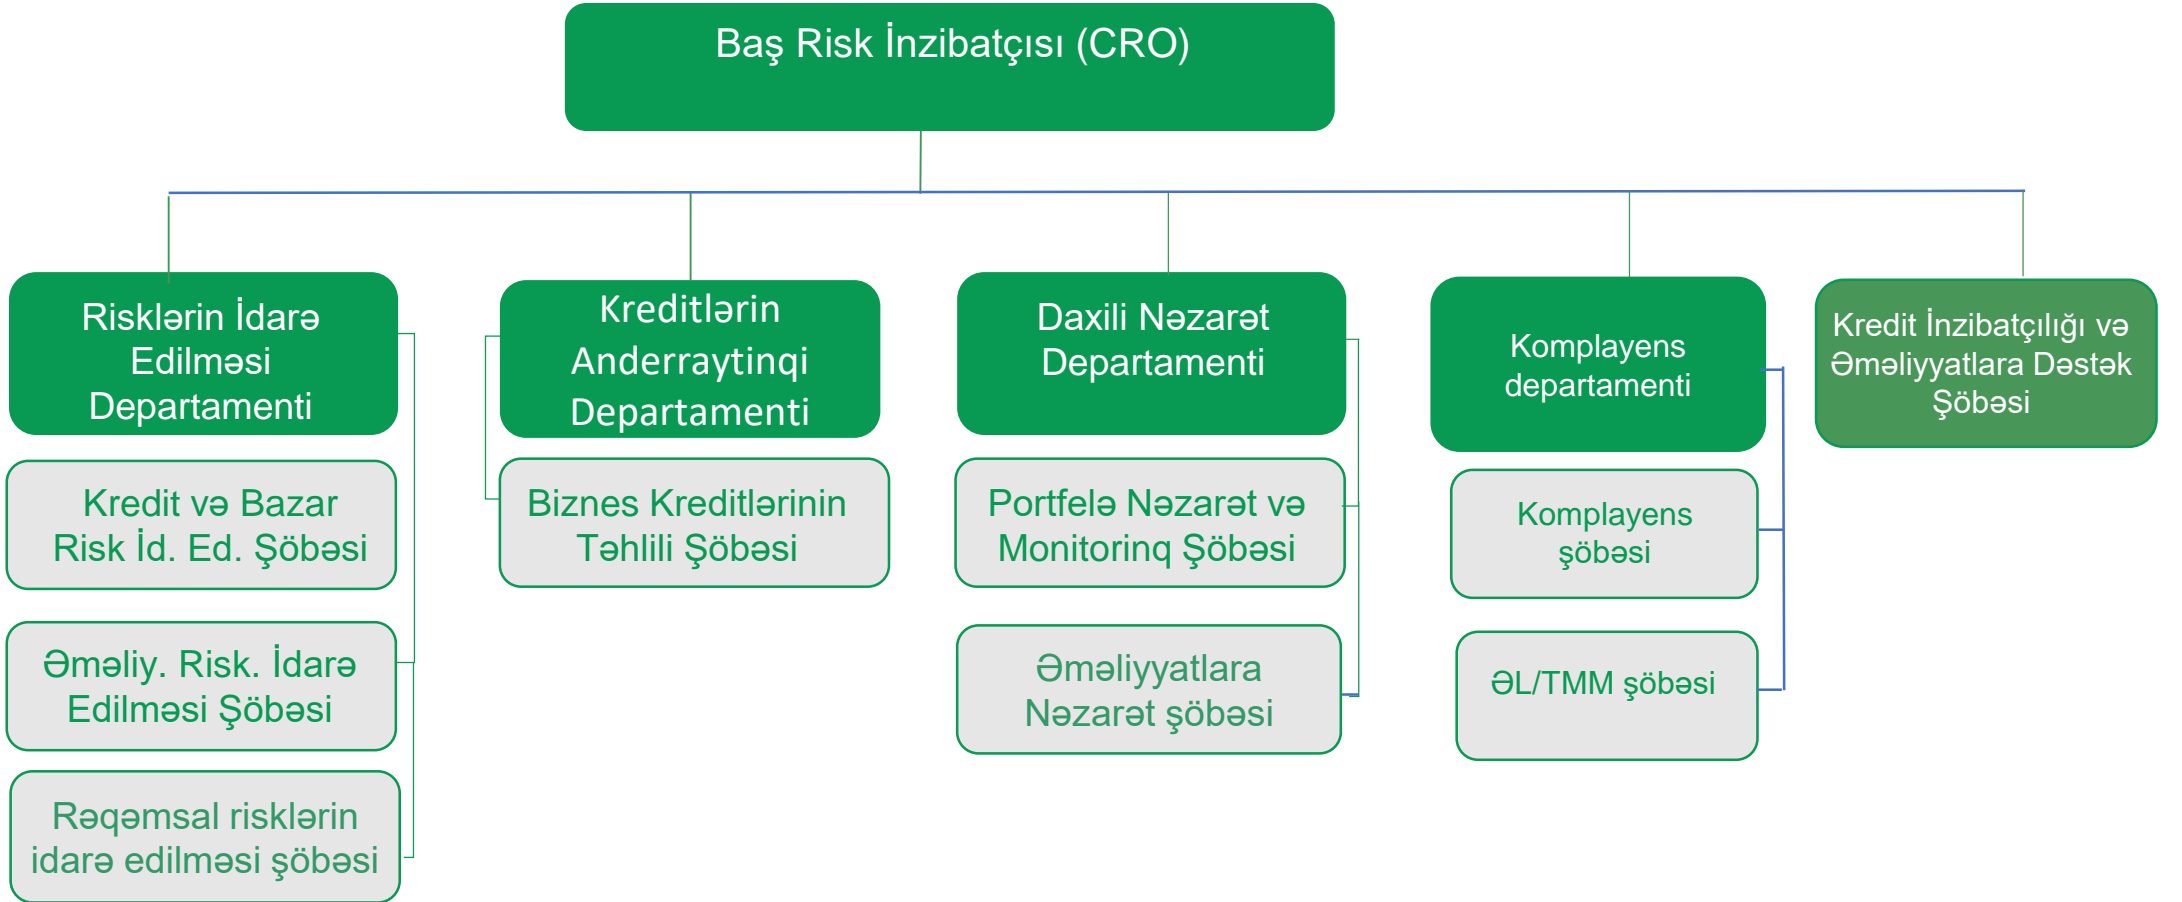 Baş Risk İnzibatçısı (CRO)
Risklərin İdarə
Edilməsi
Departamenti
Kreditlərin
Anderraytinqi
Departamenti
Daxili Nəzarət
Departamenti
Komplayens
departamenti
Kredit İnzibatçılığı və
Əməliyyatlara Dəstək
Şöbəsi
Kredit və Bazar
Risk İd. Ed. Şöbəsi
Biznes Kreditlərinin
Təhlili Şöbəsi
Portfelə Nəzarət və
Monitorinq Şöbəsi
Komplayens
şöbəsi
Əməliy. Risk. İdarə
Edilməsi Şöbəsi
Əməliyyatlara
Nəzarət şöbəsi
ƏL/TMM şöbəsi
Rəqəmsal risklərin
idarə edilməsi şöbəsi